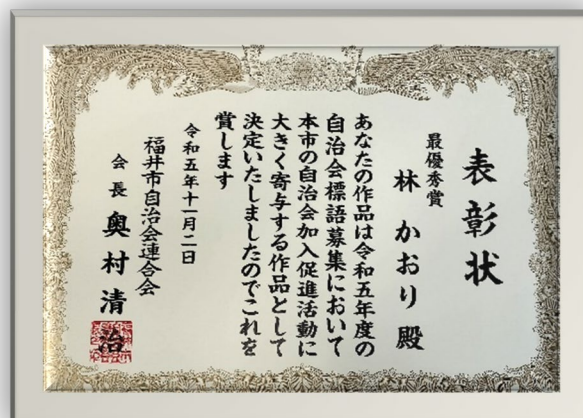 表彰状
最優秀賞
林 かおり 殿
あなたの作品は令和五年度の
自治会標語募集において
本市の自治会加入促進活動に
大きく寄与する作品として
決定いたしましたのでこれを
賞します
令和五年十一月二日
福井市自治会連合会
会長 奥村清治